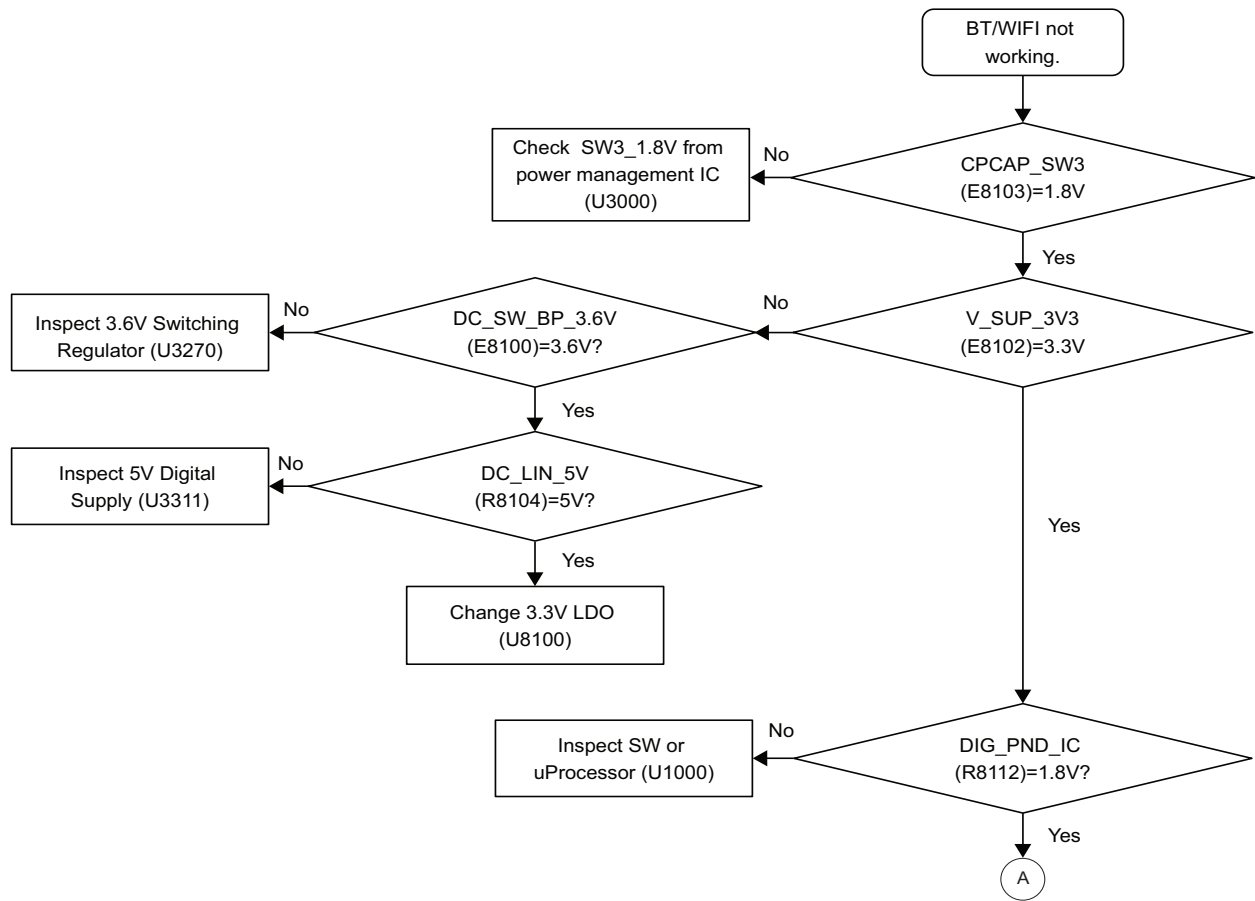 BT/WIFI not
working.
Check SW3_1.8V from
power management IC
(U3000)
No
CPCAP_SW3
(E8103)=1.8V
Yes
Inspect 3.6V Switching
Regulator (U3270)
No
DC_SW_BP_3.6V
(E8100)=3.6V?
No
V_SUP_3V3
(E8102)=3.3V
Yes
Inspect 5V Digital
Supply (U3311)
No
DC_LIN_5V
(R8104)=5V?
Yes
Yes
Change 3.3V LDO
(U8100)
Inspect SW or
uProcessor (U1000)
No
DIG_PND_IC
(R8112)=1.8V?
Yes
A